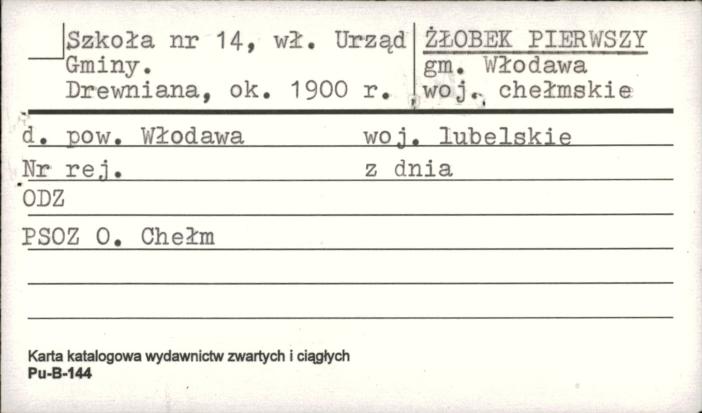 Szkoła nr 14, wł. Urząd
Gminy.
Drewniana, ok. 1900 r.
ŻŁOBEK PIERWSZY
gm. Włodawa
woj. chełmskie
d. pow. Włodawa woj. lubelskie
Nr rej. z dnia
ODZ
PSOZ O. Chełm
Karta katalogowa wydawnictw zwartych i ciągłych
Pu-B-144